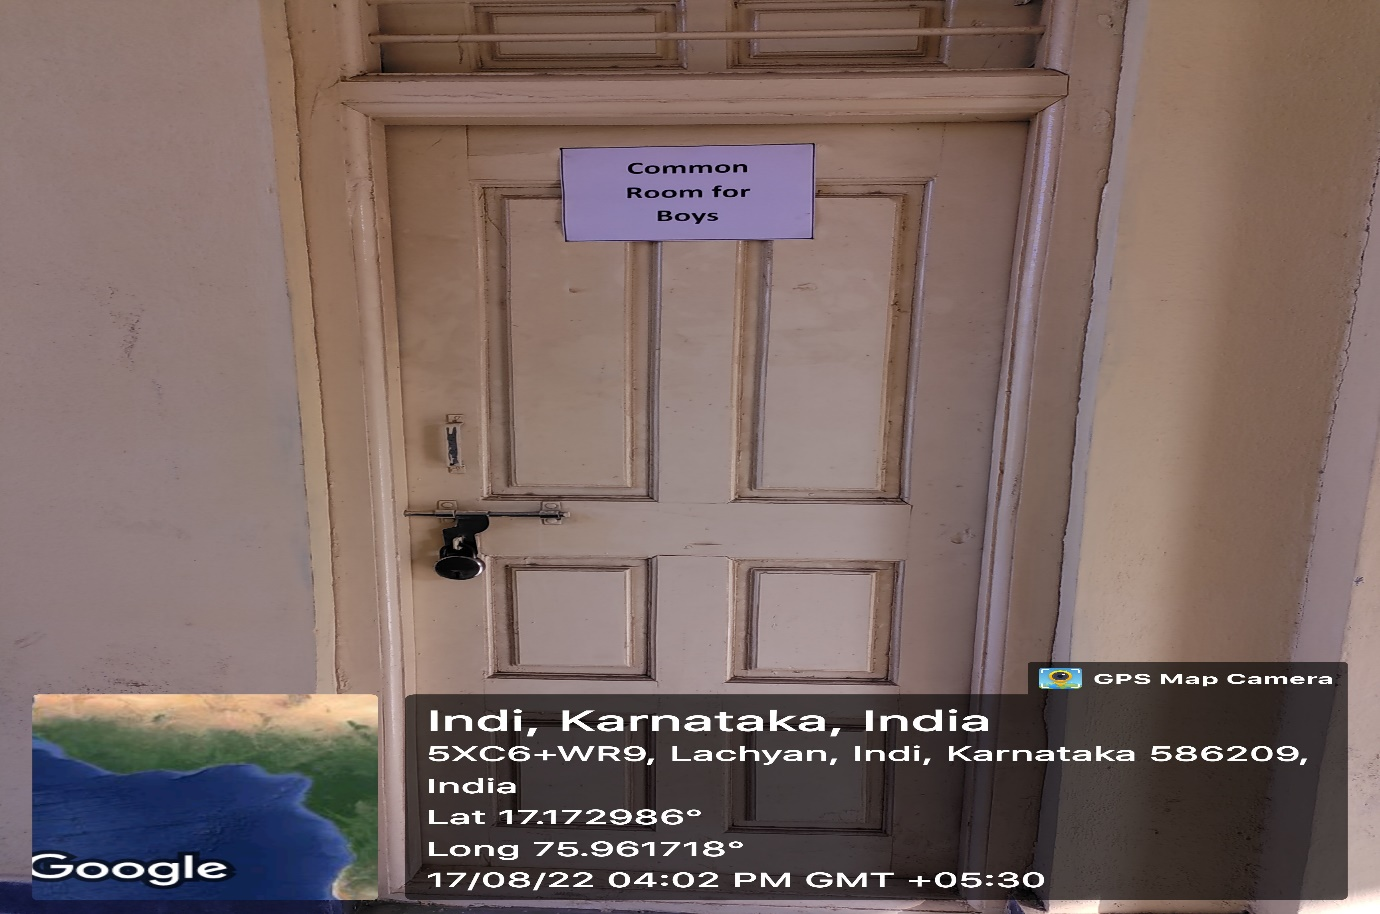 Common
Room for
Boys
GPS Map Camera
Indi, Karnataka, India
5XC6+WR9, Lachyan, Indi, Karnataka 586209,
India
Lat 17.172986°
Long 75.961718°
17/08/22 04:02 PM GMT +05:30
Google